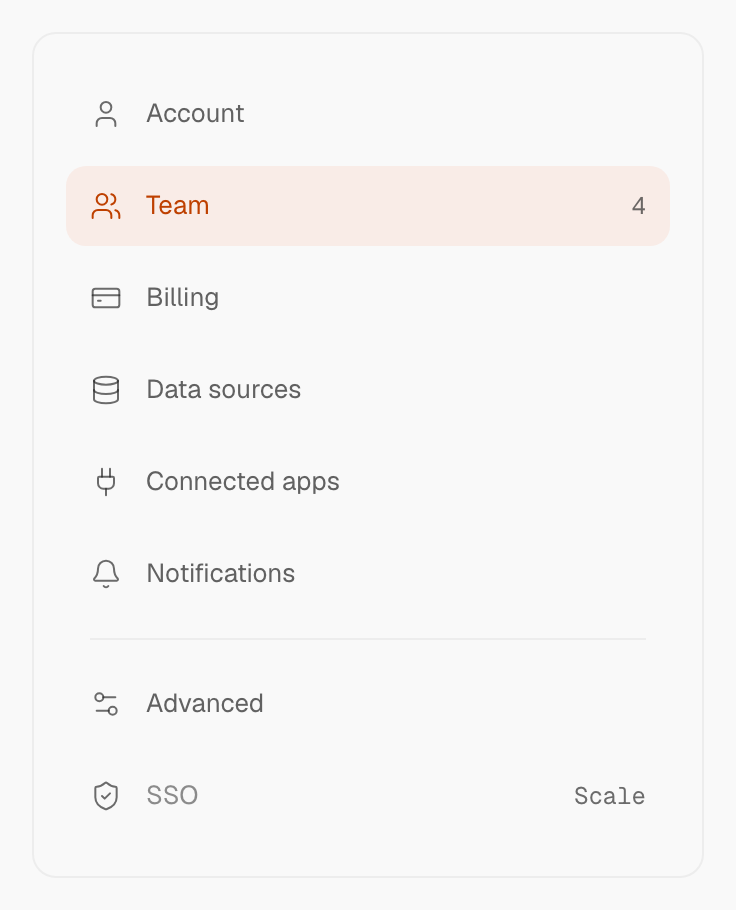 Account
Team 4
Billing
Data sources
Connected apps
Notifications
Advanced
SSO Scale